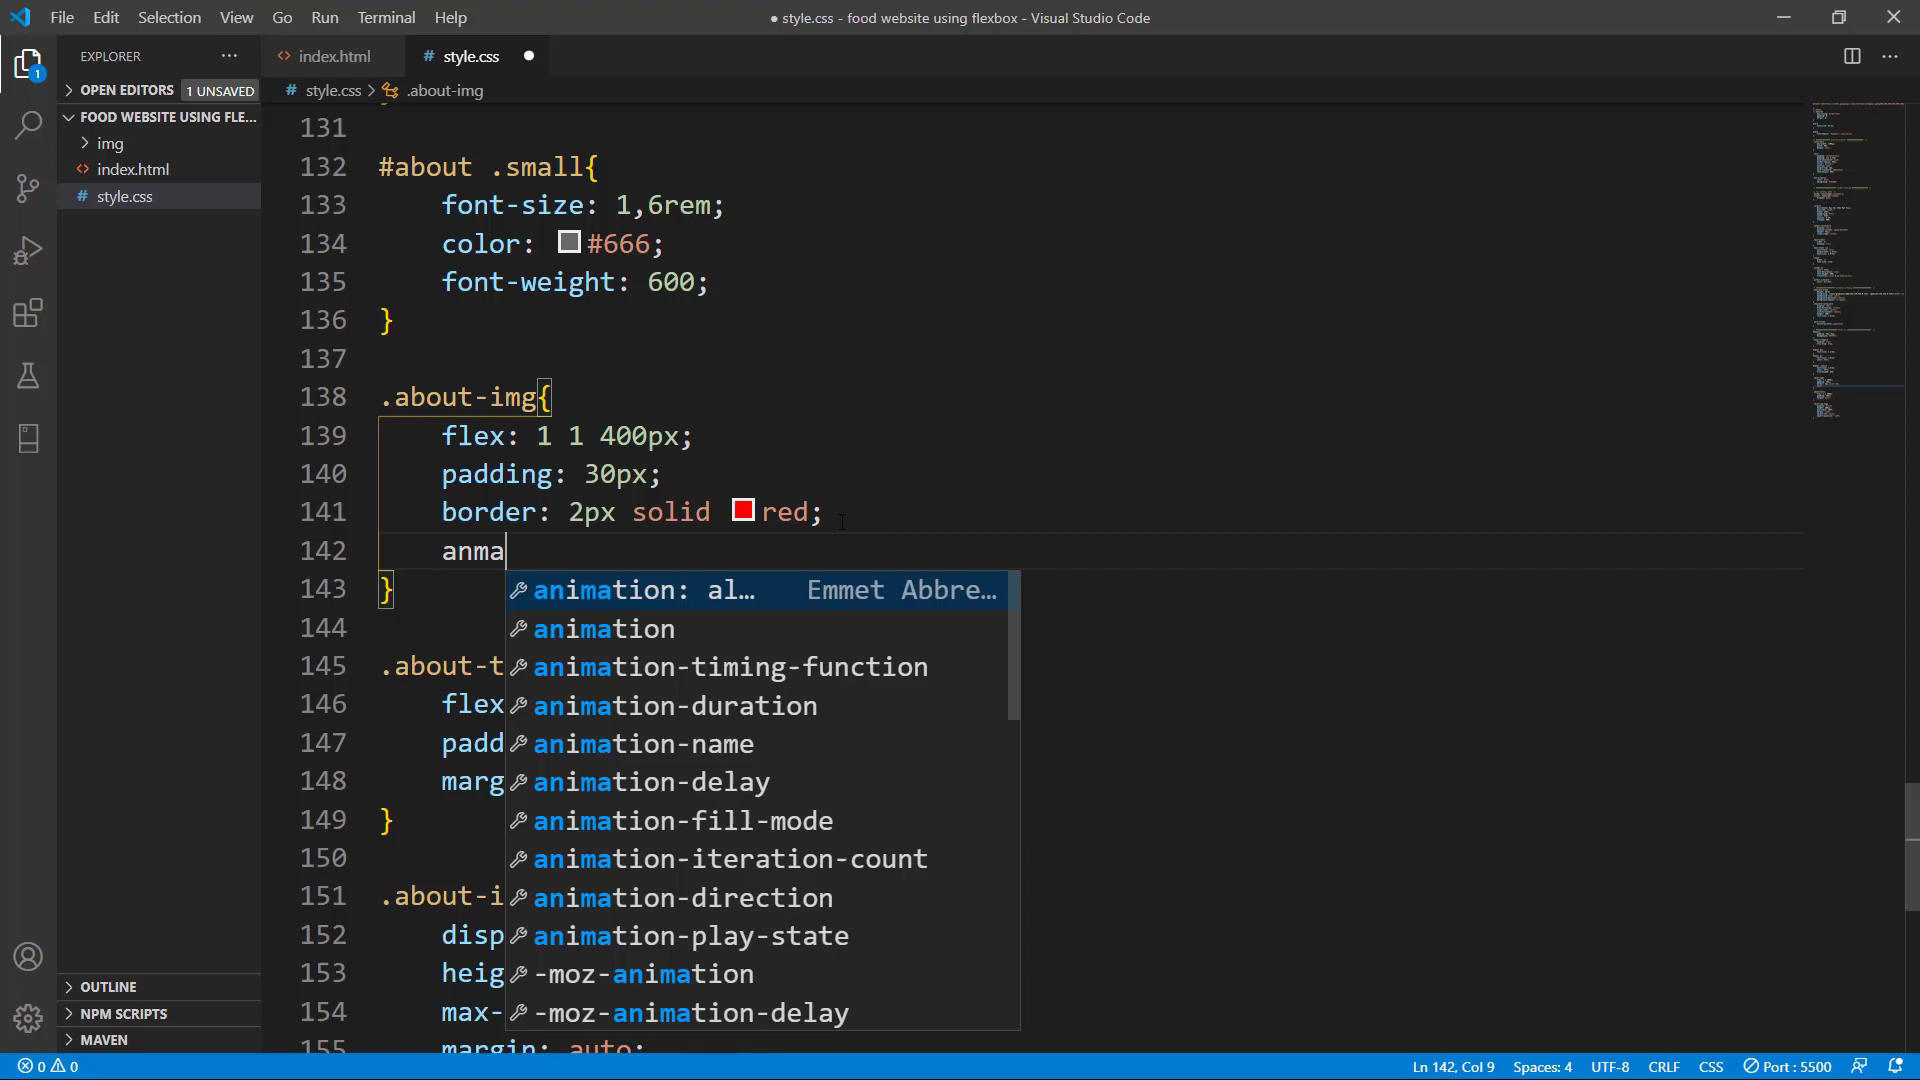 File Edit Selection View Go Run Terminal Help
● style.css - food website using flexbox - Visual Studio Code
EXPLORER
index.html
# style.css
OPEN EDITORS 1 UNSAVED
# style.css > .about-img
FOOD WEBSITE USING FLE...
img
index.html
# style.css
1
131
132 #about .small{
133 font-size: 1,6rem;
134 color: #666;
135 font-weight: 600;
136 }
137
138 .about-img{
139 flex: 1 1 400px;
140 padding: 30px;
141 border: 2px solid red;
142 anma
143 }
144
145 .about-t
146 flex
147 padd
148 marg
149 }
150
151 .about-i
152 disp
153 heig
154 max-
155 margin: auto;
animation: al… Emmet Abbre…
animation
animation-timing-function
animation-duration
animation-name
animation-delay
animation-fill-mode
animation-iteration-count
animation-direction
animation-play-state
-moz-animation
-moz-animation-delay
OUTLINE
NPM SCRIPTS
MAVEN
0 0
Ln 142, Col 9 Spaces: 4 UTF-8 CRLF CSS Port : 5500